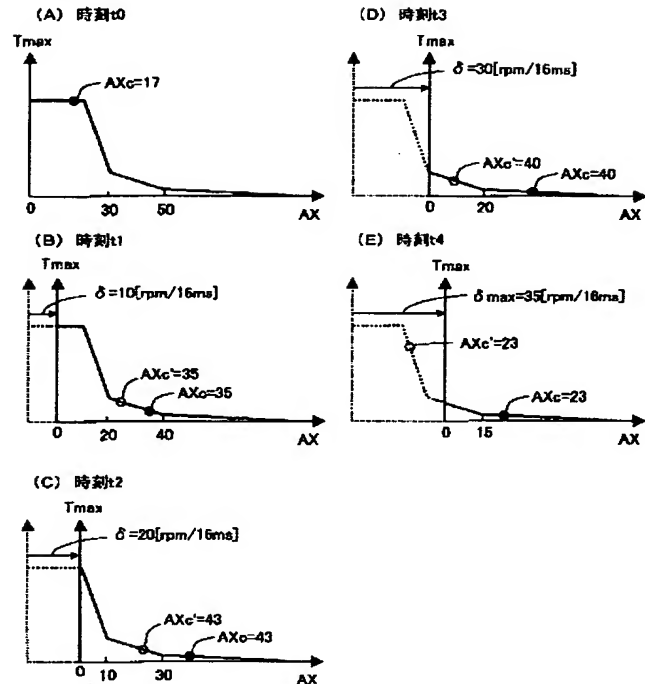 (A) 時刻t0
Tmax
AXc=17
0
30
50
AX
(B) 時刻t1
Tmax
δ=10[rpm/16ms]
AXc'=35
AXc=35
0
20
40
AX
(C) 時刻t2
Tmax
δ=20[rpm/16ms]
AXc'=43
AXc=43
0
10
30
AX
(D) 時刻t3
Tmax
δ=30[rpm/16ms]
AXc'=40
AXc=40
0
20
AX
(E) 時刻t4
Tmax
δmax=35[rpm/16ms]
AXc'=23
AXc=23
0
15
AX